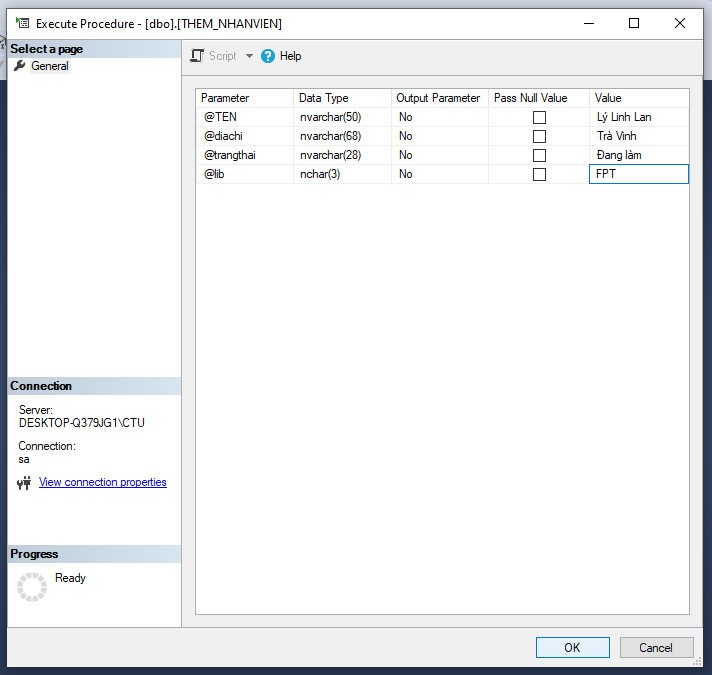 Execute Procedure - [dbo].[THEM_NHANVIEN]
Select a page
General
Script
Help
Parameter Data Type Output Parameter Pass Null Value Value
@TEN nvarchar(50) No Lý Linh Lan
@diachi nvarchar(68) No Trà Vinh
@trangthai nvarchar(28) No Đang làm
@lib nchar(3) No FPT
Connection
Server:
DESKTOP-Q379JG1\CTU
Connection:
sa
View connection properties
Progress
Ready
OK
Cancel